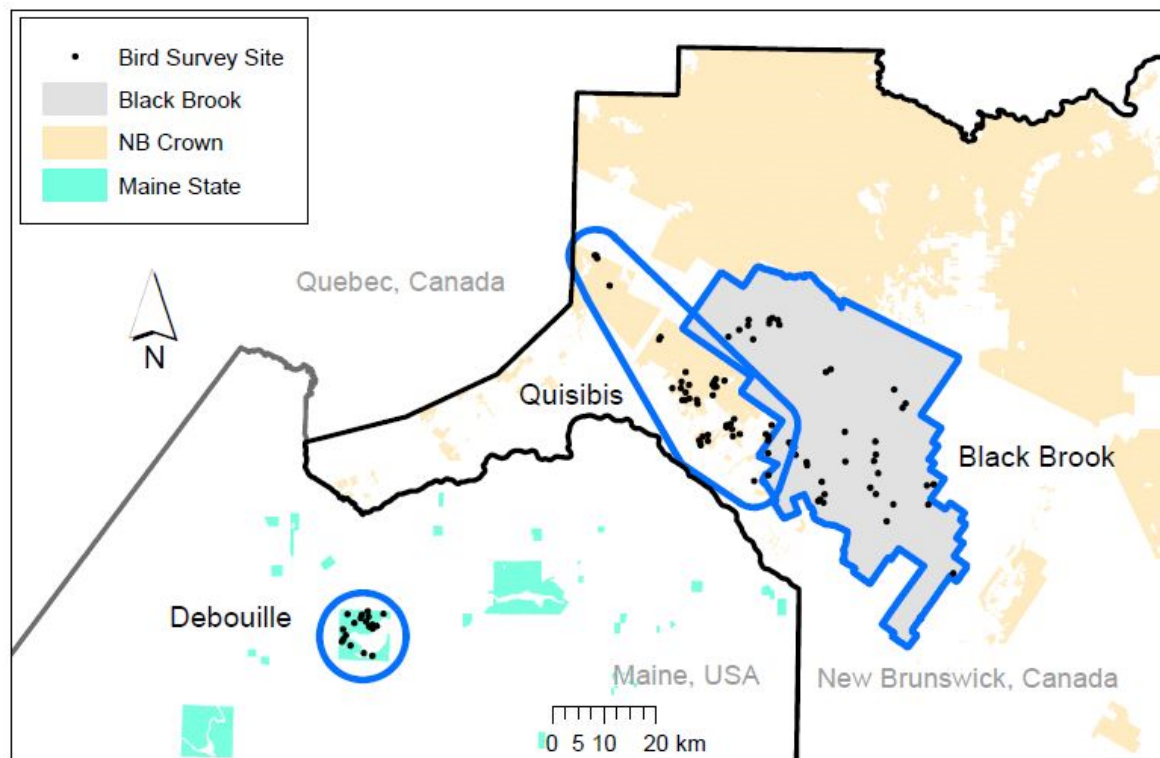 Bird Survey Site
Black Brook
NB Crown
Maine State
Quebec, Canada
N
Quisibis
Black Brook
Debouille
Maine, USA
New Brunswick, Canada
0 5 10 20 km